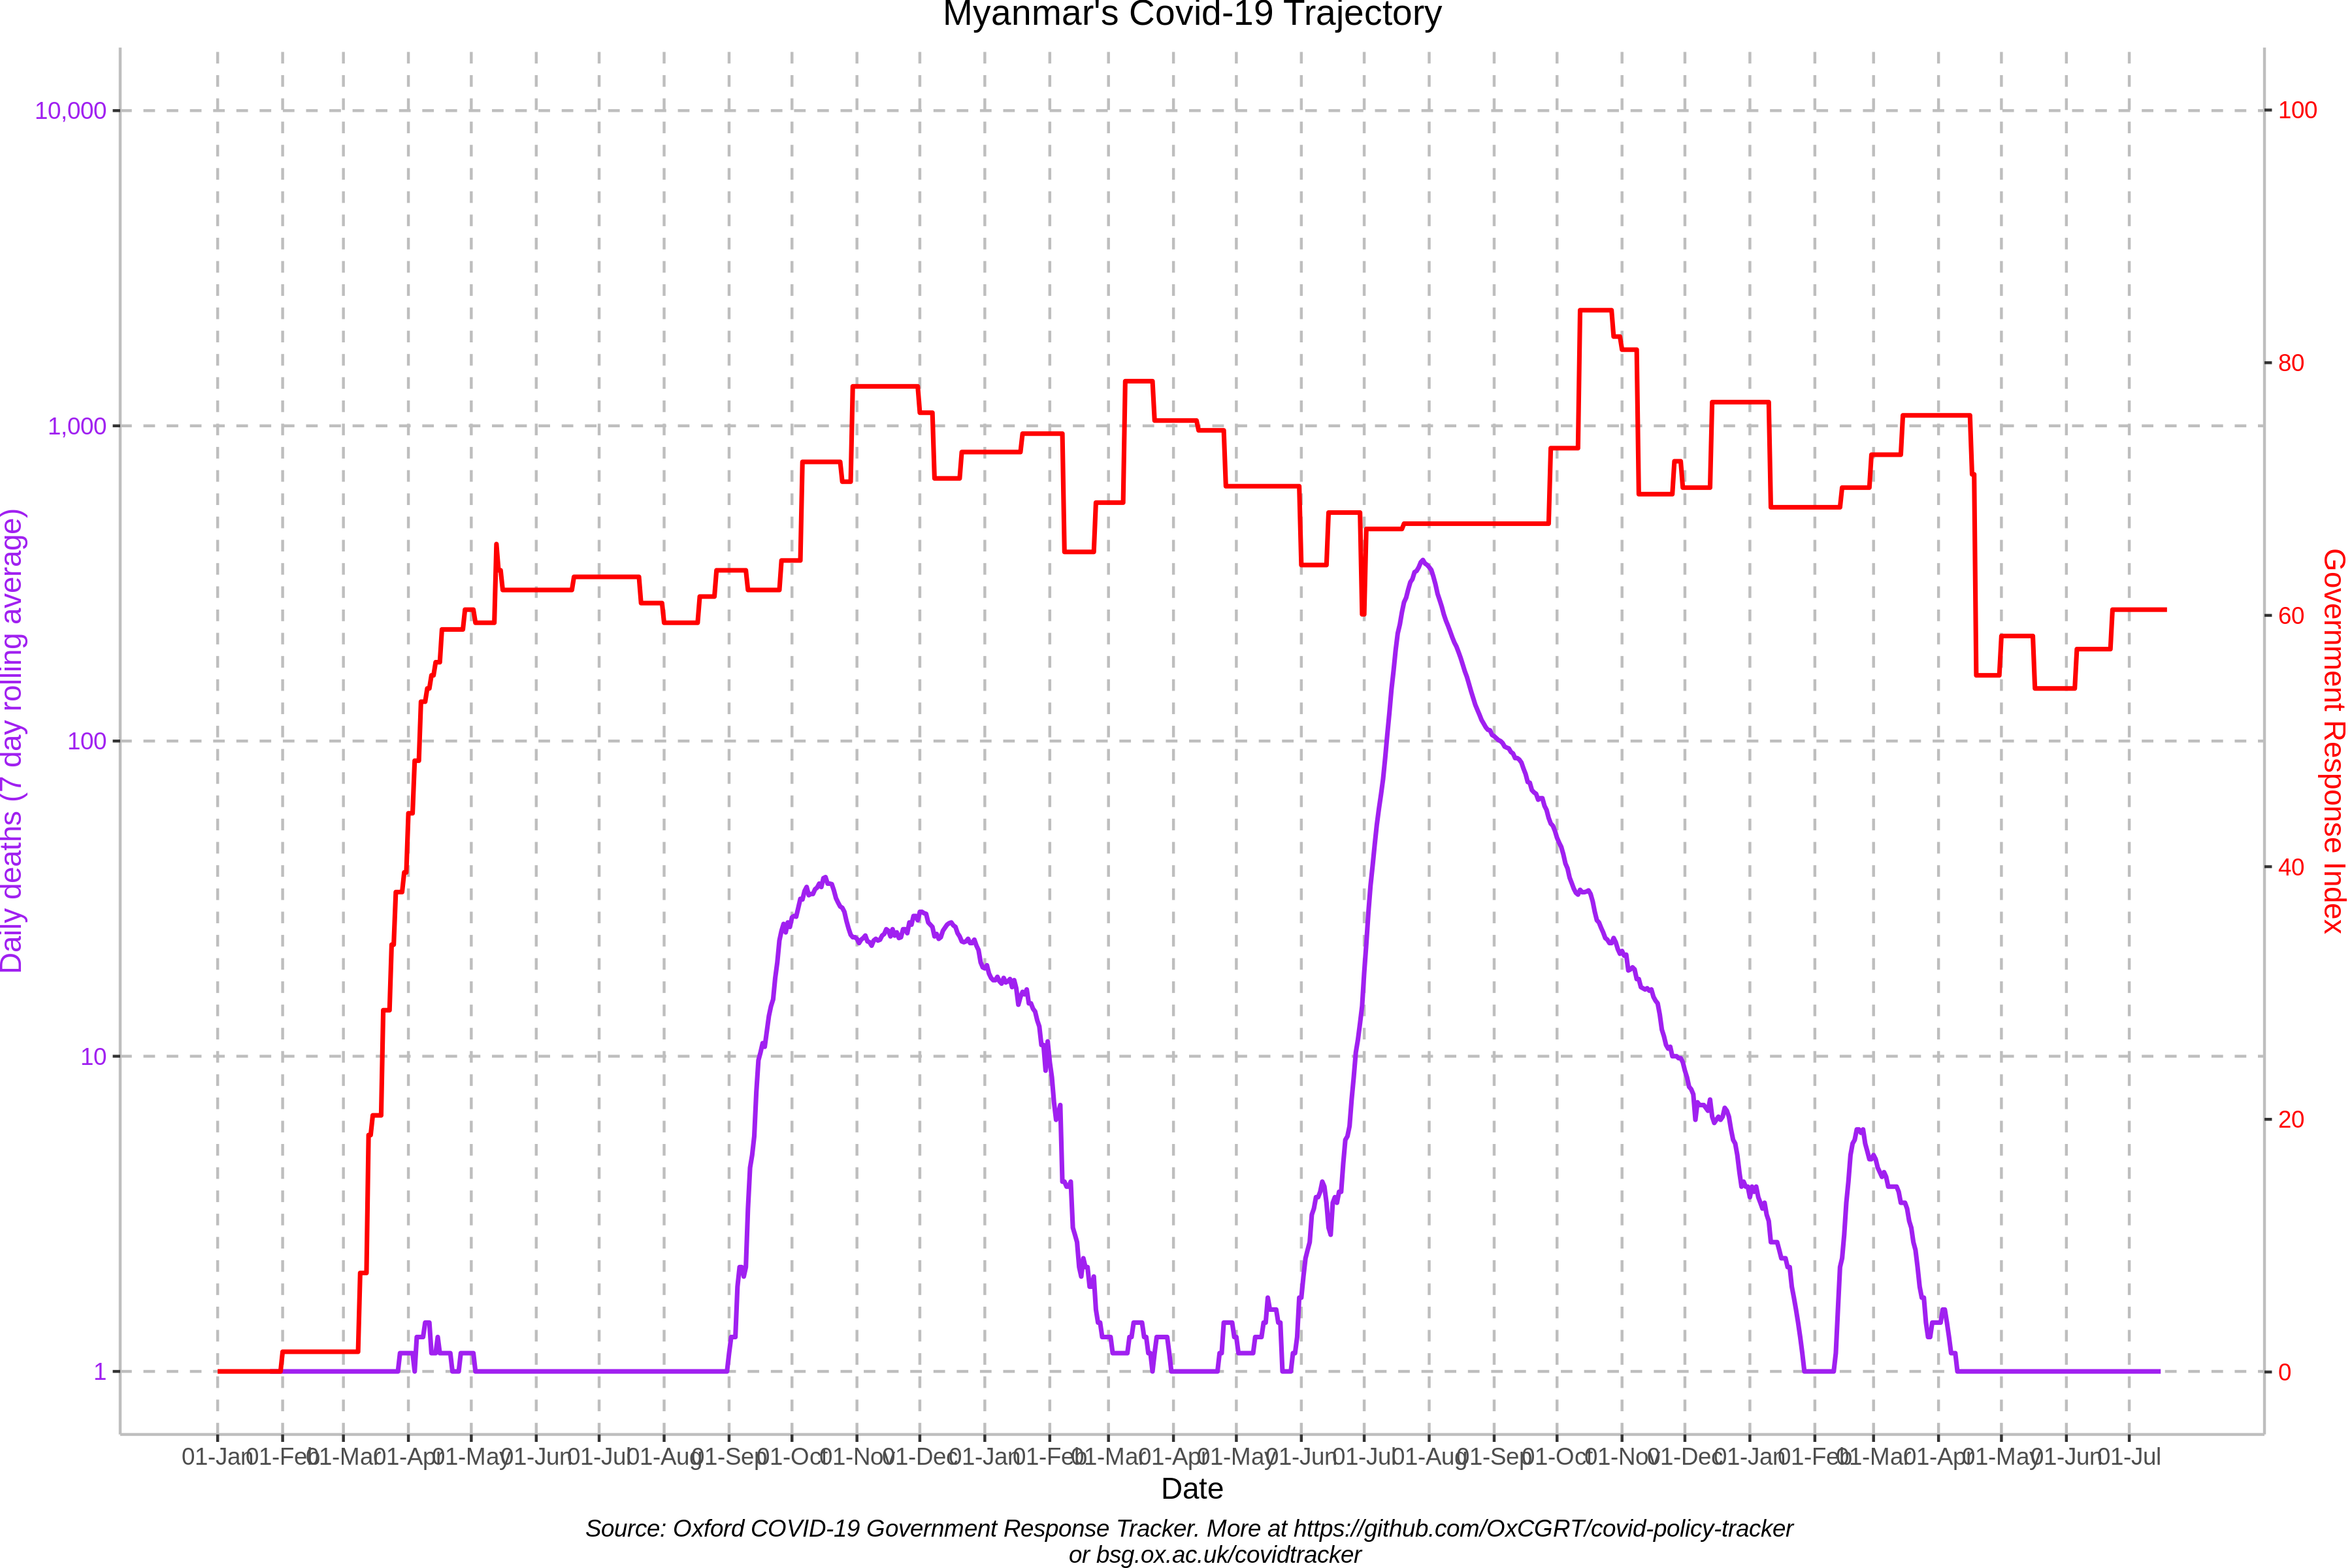 Myanmar's Covid-19 Trajectory
10,000
1,000
100
10
1
Daily deaths (7 day rolling average)
100
80
60
40
20
0
Government Response Index
01-Jan 01-Feb 01-Mar 01-Apr 01-May 01-Jun 01-Jul 01-Aug 01-Sep 01-Oct 01-Nov 01-Dec 01-Jan 01-Feb 01-Mar 01-Apr 01-May 01-Jun 01-Jul 01-Aug 01-Sep 01-Oct 01-Nov 01-Dec 01-Jan 01-Feb 01-Mar 01-Apr 01-May 01-Jun 01-Jul
Date
Source: Oxford COVID-19 Government Response Tracker. More at https://github.com/OxCGRT/covid-policy-tracker
or bsg.ox.ac.uk/covidtracker